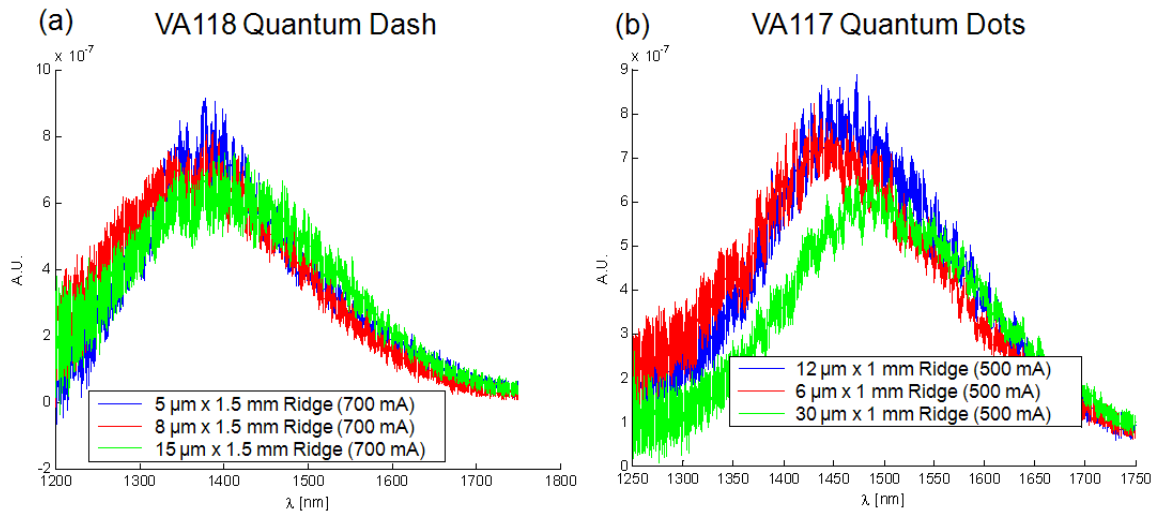 (a)
VA118 Quantum Dash
x 10-7
10
8
6
4
2
0
-2
A.U.
1200 1300 1400 1500 1600 1700 1800
λ [nm]
5 µm x 1.5 mm Ridge (700 mA)
8 µm x 1.5 mm Ridge (700 mA)
15 µm x 1.5 mm Ridge (700 mA)
(b)
VA117 Quantum Dots
x 10-7
9
8
7
6
5
4
3
2
1
0
A.U.
1250 1300 1350 1400 1450 1500 1550 1600 1650 1700 1750
λ [nm]
12 µm x 1 mm Ridge (500 mA)
6 µm x 1 mm Ridge (500 mA)
30 µm x 1 mm Ridge (500 mA)